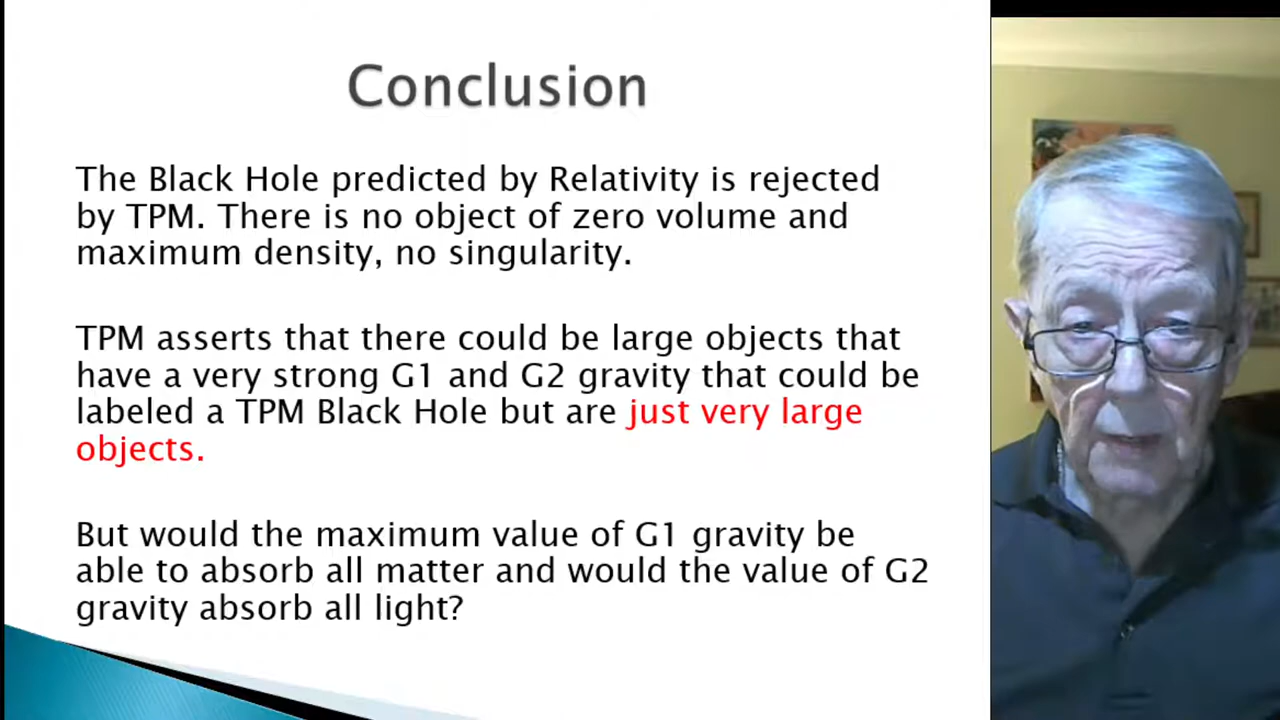 Conclusion
The Black Hole predicted by Relativity is rejected
by TPM. There is no object of zero volume and
maximum density, no singularity.
TPM asserts that there could be large objects that
have a very strong G1 and G2 gravity that could be
labeled a TPM Black Hole but are just very large
objects.
But would the maximum value of G1 gravity be
able to absorb all matter and would the value of G2
gravity absorb all light?